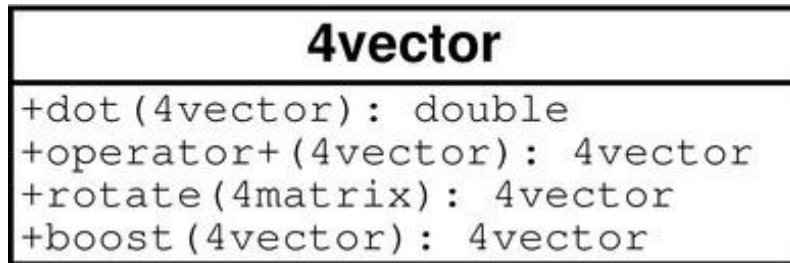 4vector
+dot(4vector): double
+operator+(4vector): 4vector
+rotate(4matrix): 4vector
+boost(4vector): 4vector